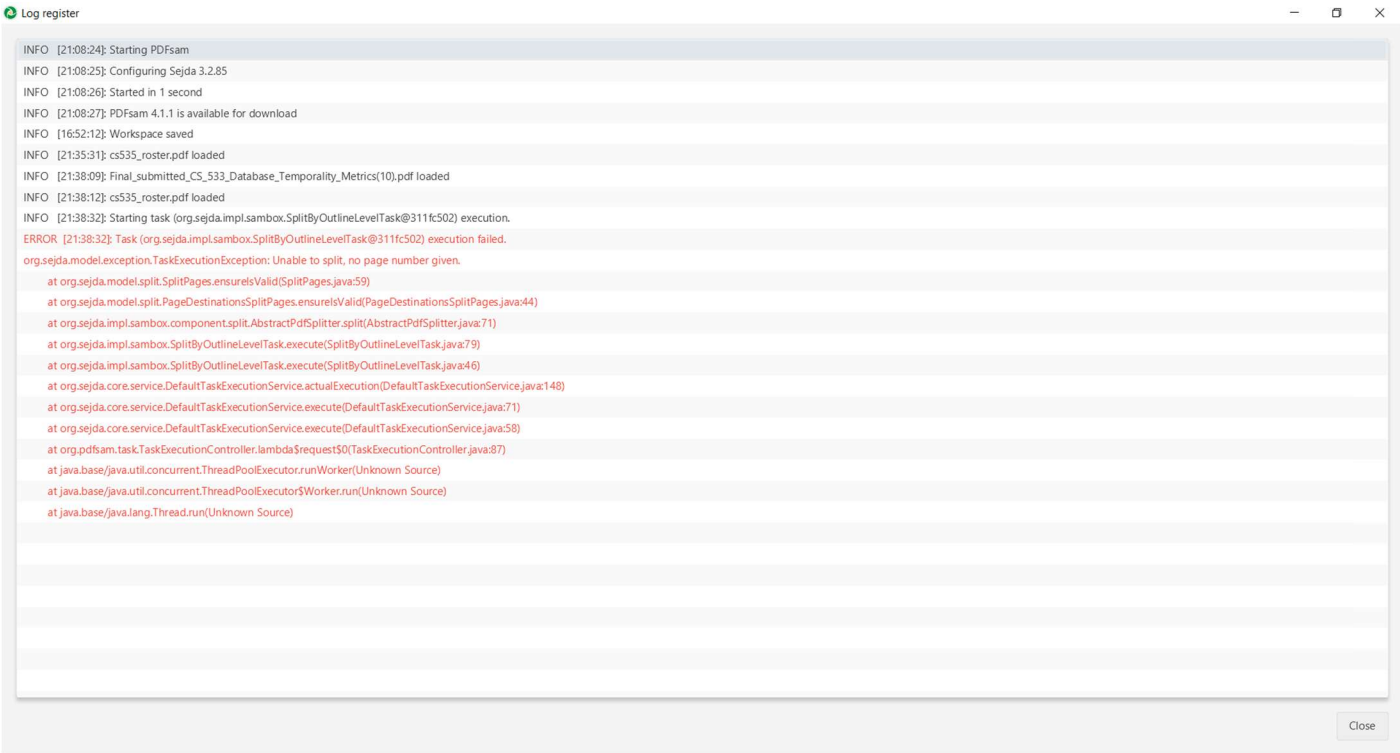 Log register
INFO [21:08:24]: Starting PDFsam
INFO [21:08:25]: Configuring Sejda 3.2.85
INFO [21:08:26]: Started in 1 second
INFO [21:08:27]: PDFsam 4.1.1 is available for download
INFO [16:52:12]: Workspace saved
INFO [21:35:31]: cs535_roster.pdf loaded
INFO [21:38:09]: Final_submitted_CS_533_Database_Temporality_Metrics(10).pdf loaded
INFO [21:38:12]: cs535_roster.pdf loaded
INFO [21:38:32]: Starting task (org.sejda.impl.sambox.SplitByOutlineLevelTask@311fc502) execution.
ERROR [21:38:32]: Task (org.sejda.impl.sambox.SplitByOutlineLevelTask@311fc502) execution failed.
org.sejda.model.exception.TaskExecutionException: Unable to split, no page number given.
at org.sejda.model.split.SplitPages.ensureIsValid(SplitPages.java:59)
at org.sejda.model.split.PageDestinationsSplitPages.ensureIsValid(PageDestinationsSplitPages.java:44)
at org.sejda.impl.sambox.component.split.AbstractPdfSplitter.split(AbstractPdfSplitter.java:71)
at org.sejda.impl.sambox.SplitByOutlineLevelTask.execute(SplitByOutlineLevelTask.java:79)
at org.sejda.impl.sambox.SplitByOutlineLevelTask.execute(SplitByOutlineLevelTask.java:46)
at org.sejda.core.service.DefaultTaskExecutionService.actualExecution(DefaultTaskExecutionService.java:148)
at org.sejda.core.service.DefaultTaskExecutionService.execute(DefaultTaskExecutionService.java:71)
at org.sejda.core.service.DefaultTaskExecutionService.execute(DefaultTaskExecutionService.java:58)
at org.pdfsam.task.TaskExecutionController.lambda$request$0(TaskExecutionController.java:87)
at java.base/java.util.concurrent.ThreadPoolExecutor.runWorker(Unknown Source)
at java.base/java.util.concurrent.ThreadPoolExecutor$Worker.run(Unknown Source)
at java.base/java.lang.Thread.run(Unknown Source)
Close